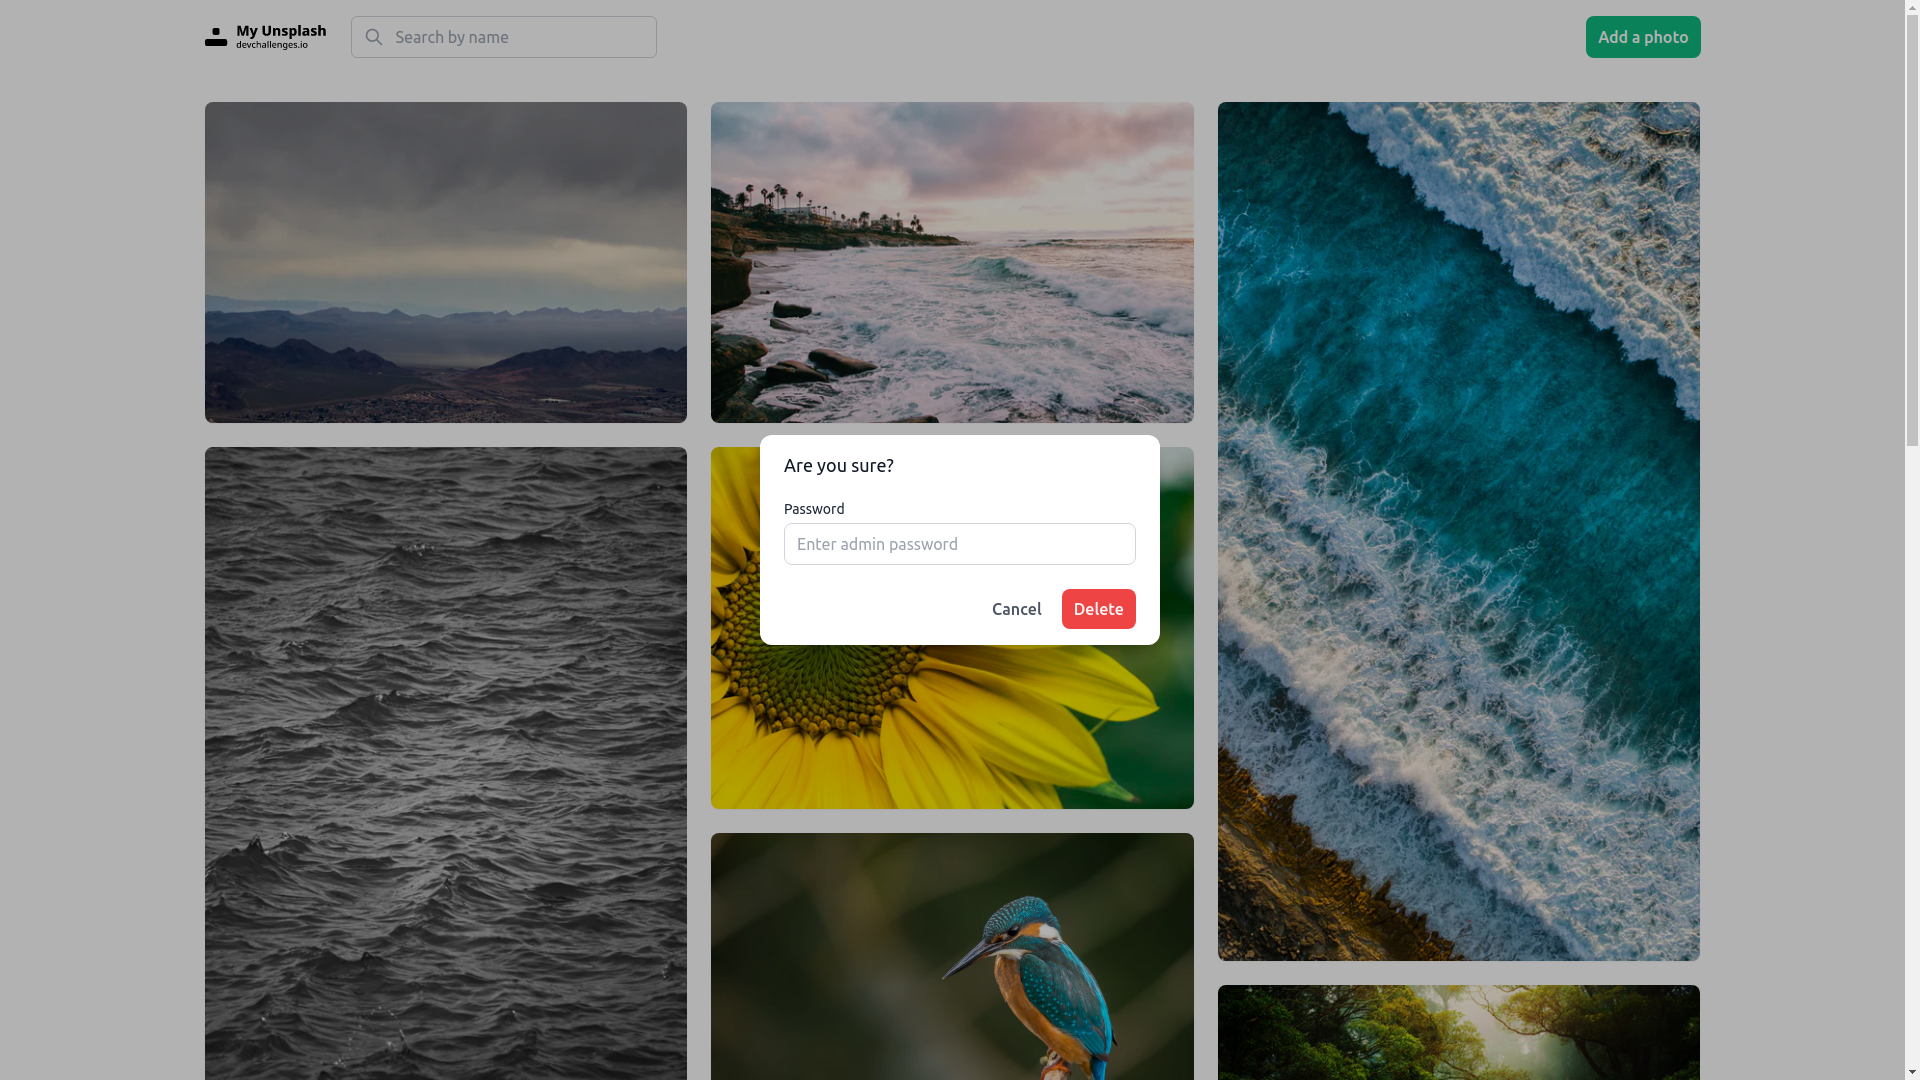 My Unsplash
devchallenges.io
Search by name
Add a photo
Are you sure?
Password
Enter admin password
Cancel
Delete